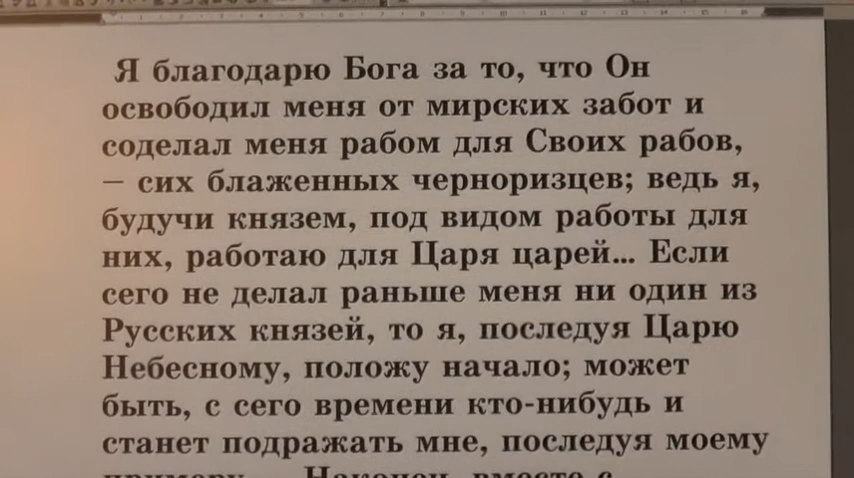 Я благодарю Бога за то, что Он
освободил меня от мирских забот и
соделал меня рабом для Своих рабов,
– сих блаженных черноризцев; ведь я,
будучи князем, под видом работы для
них, работаю для Царя царей... Если
сего не делал раньше меня ни один из
Русских князей, то я, последуя Царю
Небесному, положу начало; может
быть, с сего времени кто-нибудь и
станет подражать мне, последуя моему